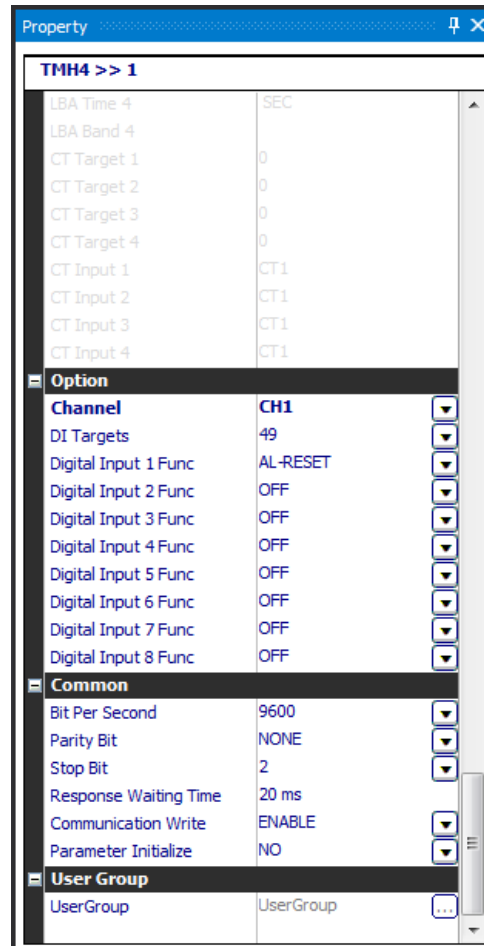 Property
TMH4 >> 1
LBA Time 4 SEC
LBA Band 4
CT Target 1 0
CT Target 2 0
CT Target 3 0
CT Target 4 0
CT Input 1 CT1
CT Input 2 CT1
CT Input 3 CT1
CT Input 4 CT1
Option
Channel CH1
DI Targets 49
Digital Input 1 Func AL-RESET
Digital Input 2 Func OFF
Digital Input 3 Func OFF
Digital Input 4 Func OFF
Digital Input 5 Func OFF
Digital Input 6 Func OFF
Digital Input 7 Func OFF
Digital Input 8 Func OFF
Common
Bit Per Second 9600
Parity Bit NONE
Stop Bit 2
Response Waiting Time 20 ms
Communication Write ENABLE
Parameter Initialize NO
User Group
UserGroup UserGroup ...